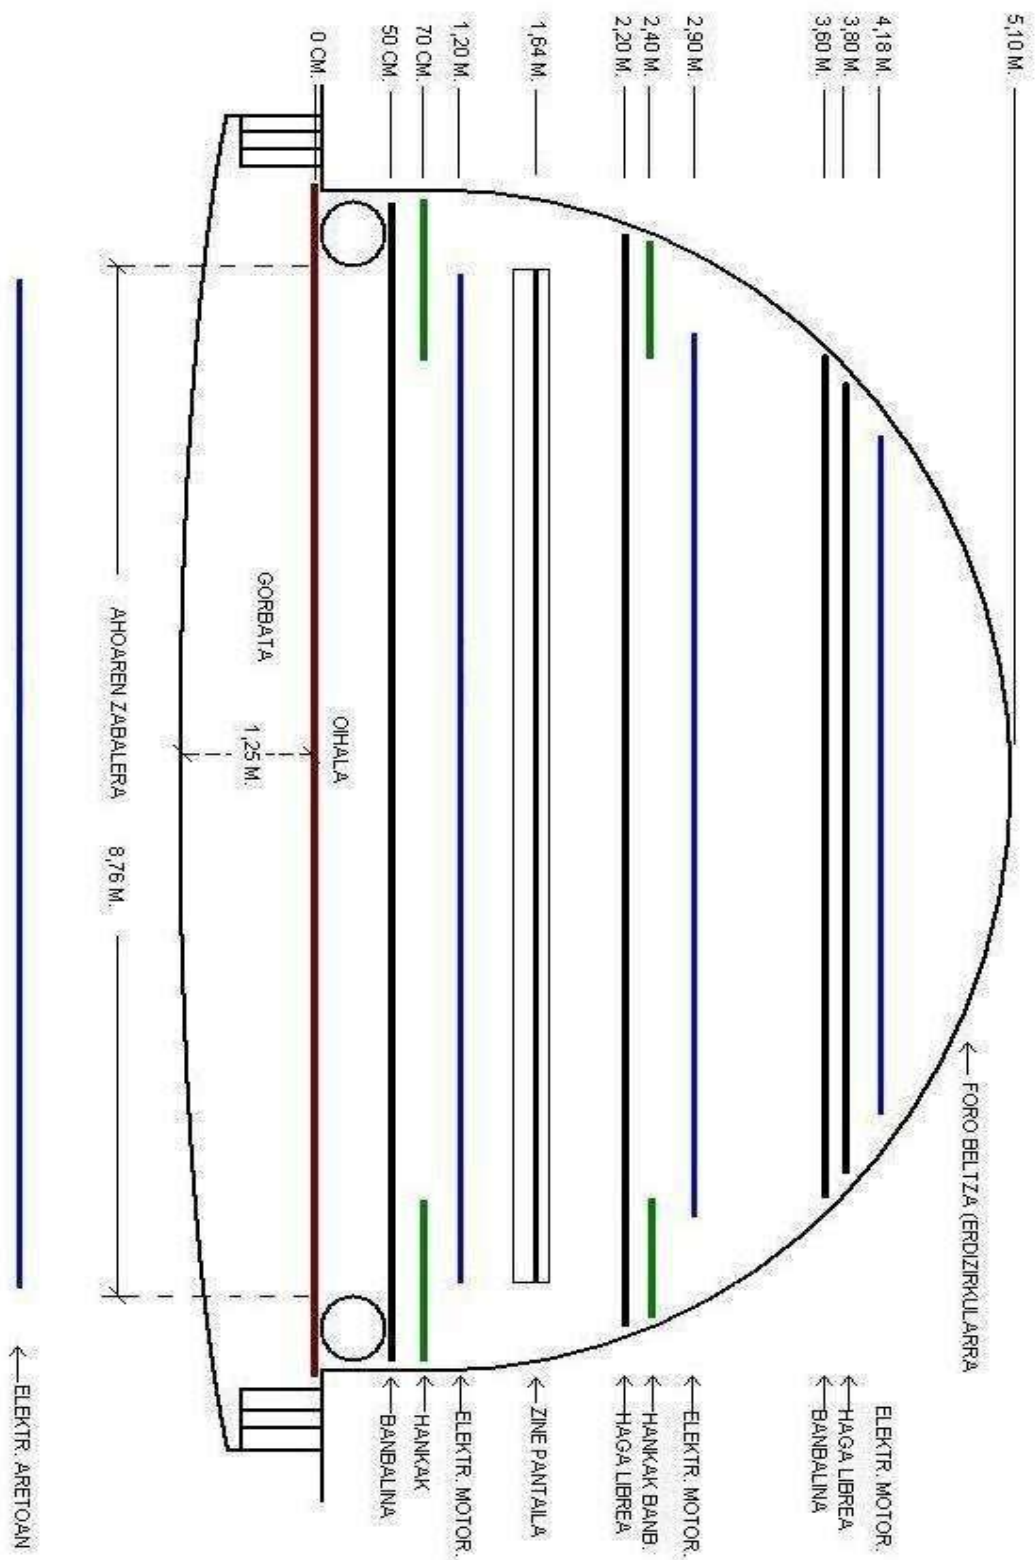 5,10 M.
4,18 M.
3,80 M.
3,60 M.
2,90 M.
2,40 M.
2,20 M.
1,64 M.
1,20 M.
70 CM.
50 CM.
0 CM.
FORO BELTZA (ERDIZIRKULARRA
ELEKTR. MOTOR.
HAGA LIBREA
BANBALINA
ELEKTR. MOTOR.
HANKAK BANB.
HAGA LIBREA
ZINE PANTAILA
ELEKTR. MOTOR.
HANKAK
BANBALINA
OIHALA
GORBATA
1,25 M.
AHOAREN ZABALERA 8,76 M.
ELEKTR. ARETOAN